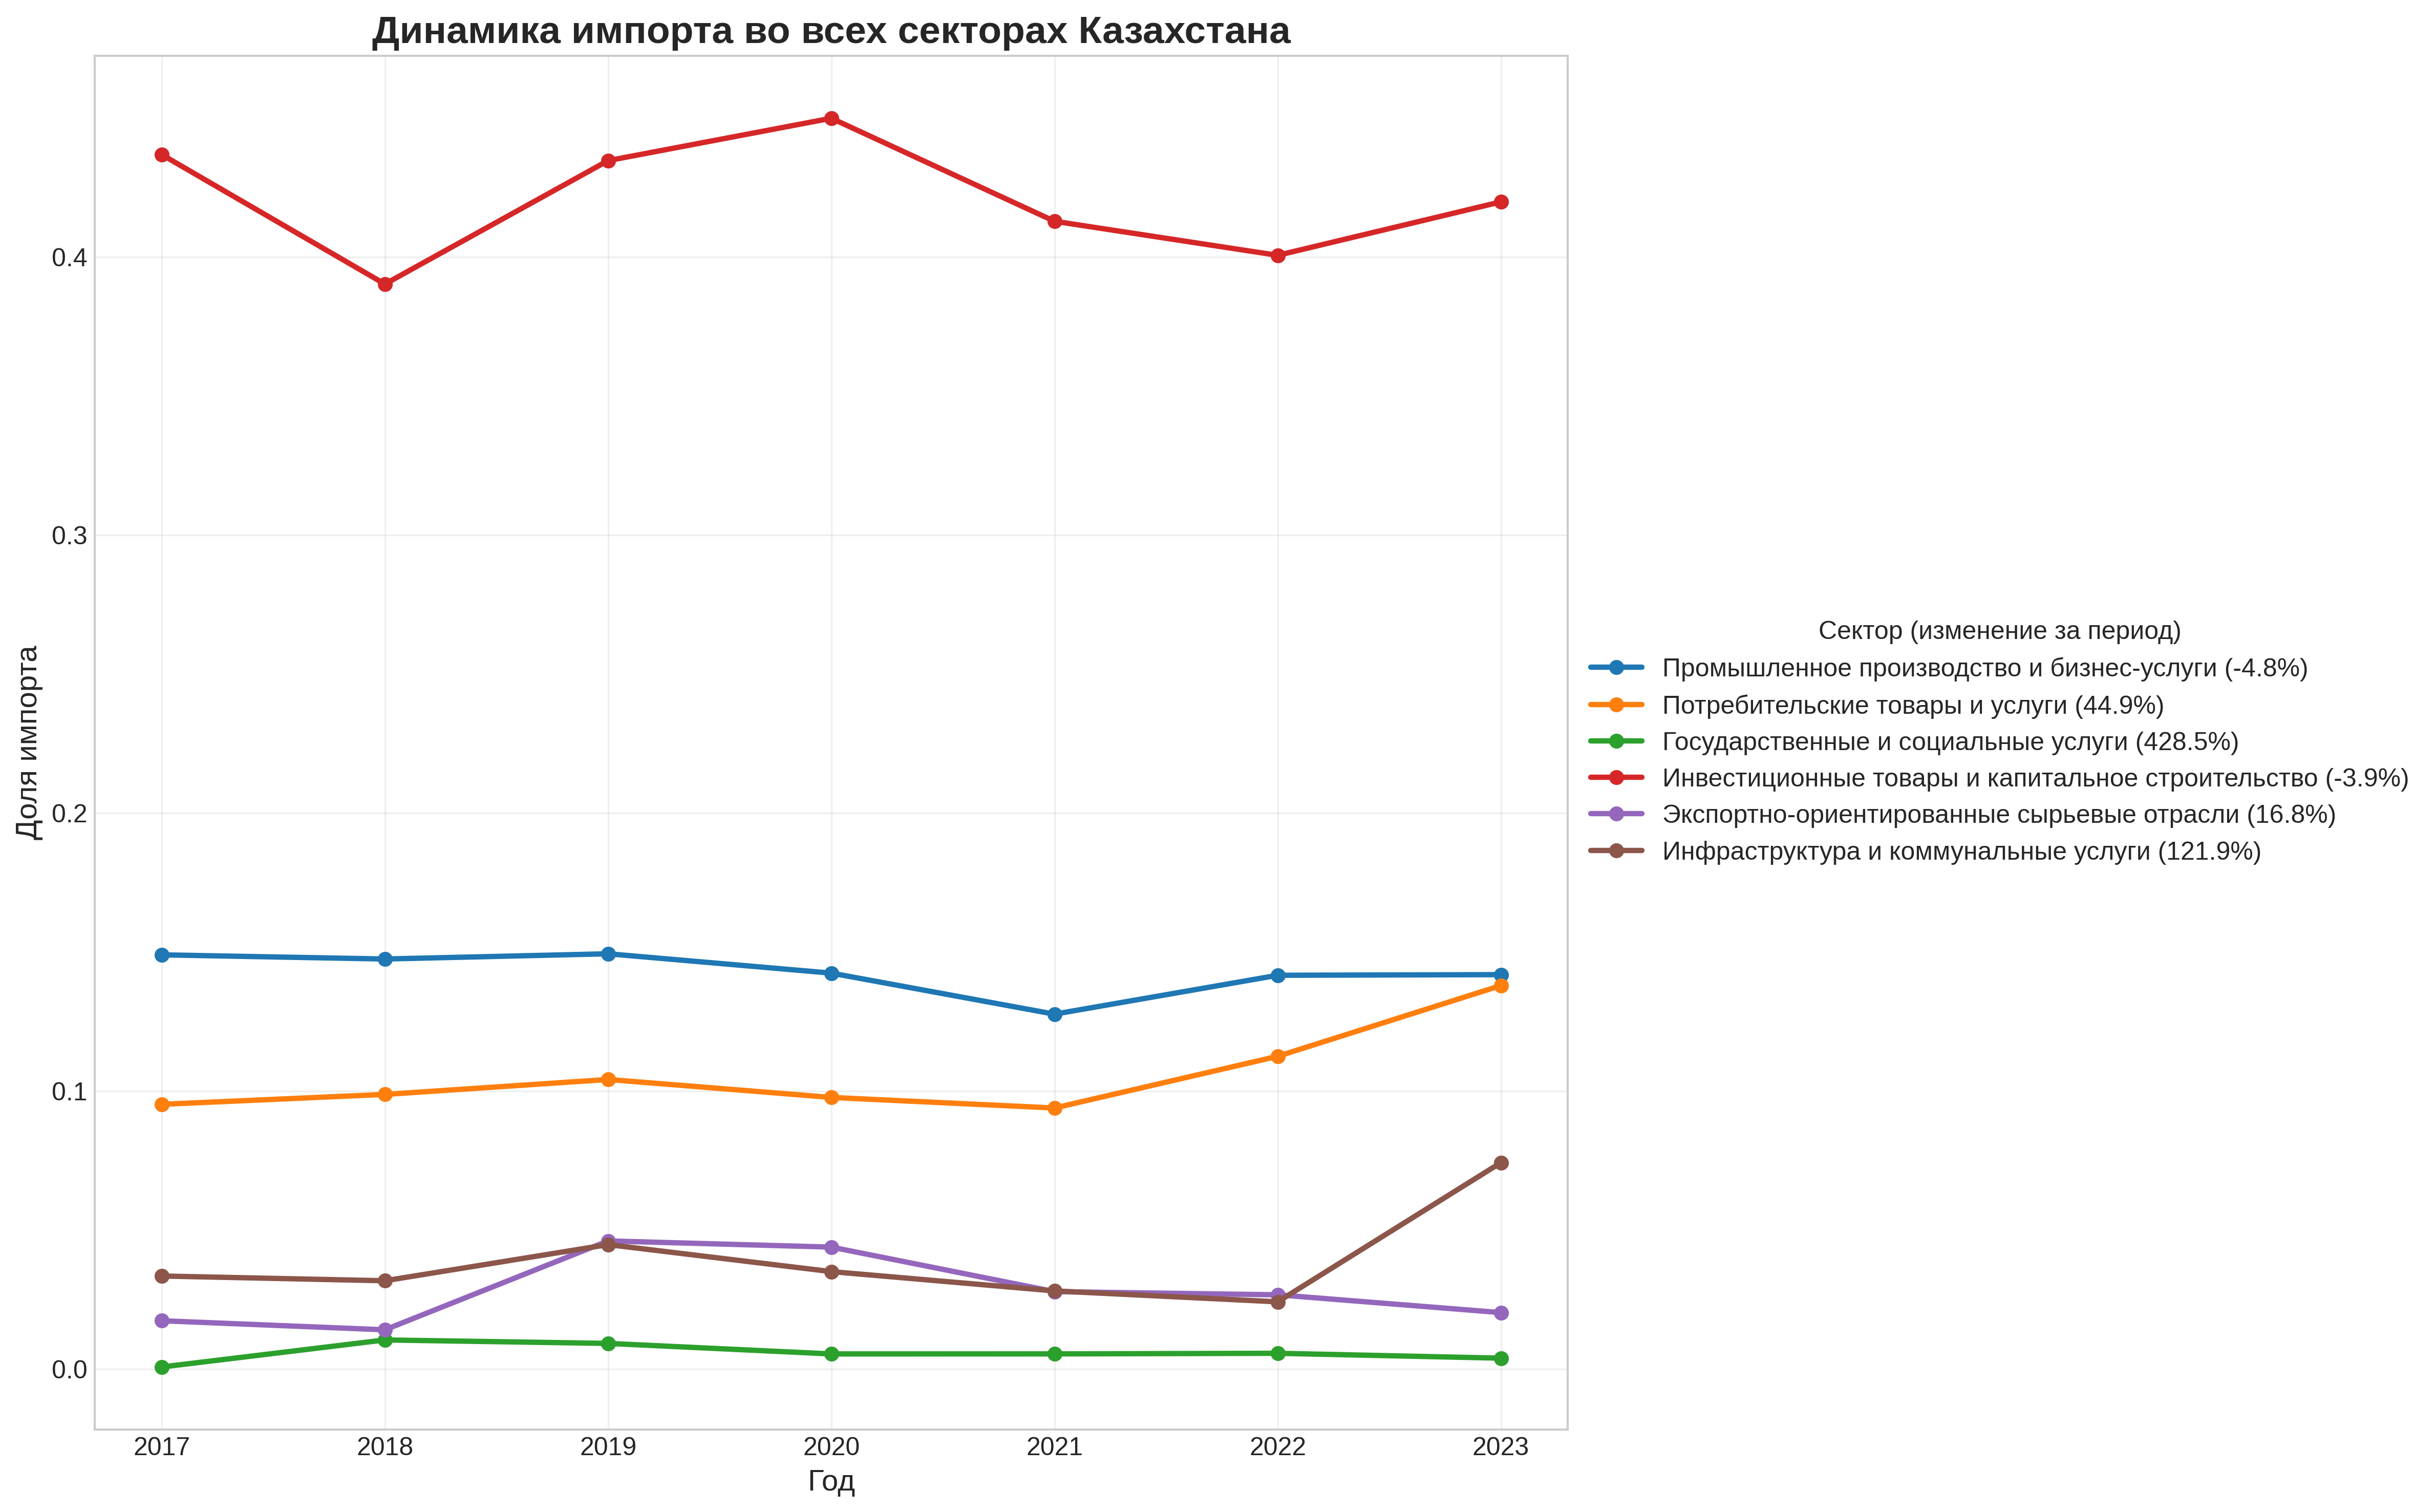 Динамика импорта во всех секторах Казахстана
Доля импорта
0.4
0.3
0.2
0.1
0.0
2017 2018 2019 2020 2021 2022 2023
Год
Сектор (изменение за период)
Промышленное производство и бизнес-услуги (-4.8%)
Потребительские товары и услуги (44.9%)
Государственные и социальные услуги (428.5%)
Инвестиционные товары и капитальное строительство (-3.9%)
Экспортно-ориентированные сырьевые отрасли (16.8%)
Инфраструктура и коммунальные услуги (121.9%)